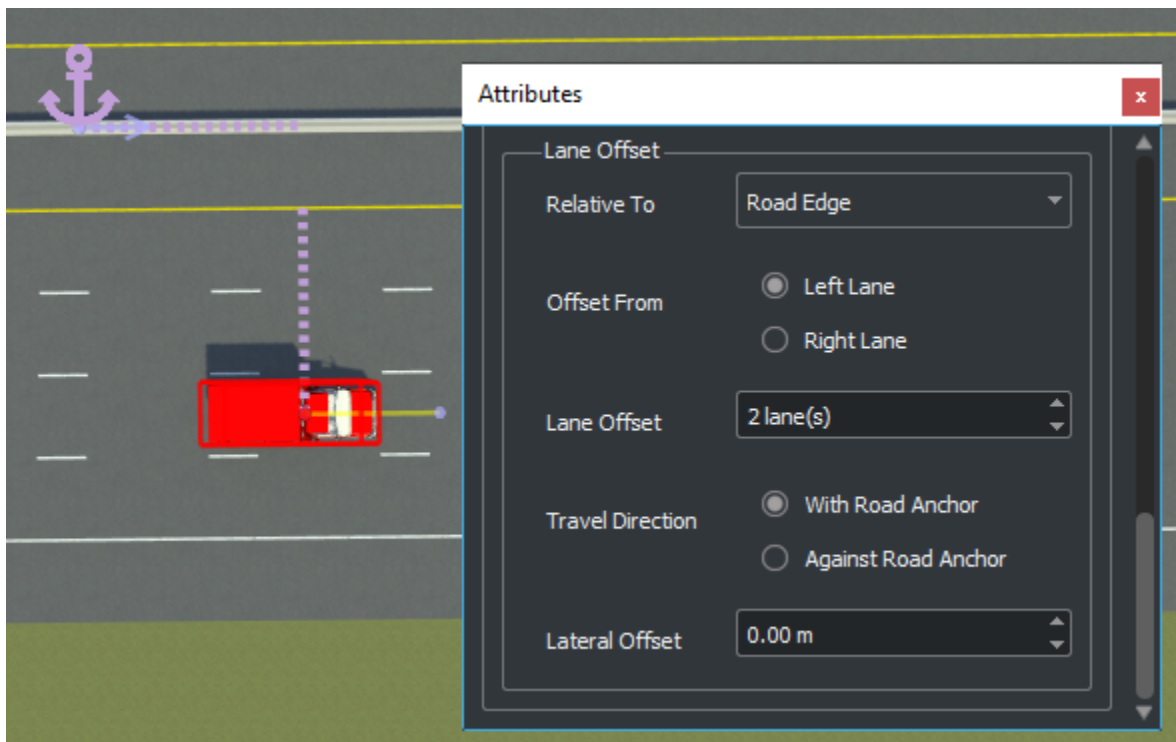 Attributes
x
Lane Offset
Relative To Road Edge
Offset From Left Lane
Right Lane
Lane Offset 2 lane(s)
Travel Direction With Road Anchor
Against Road Anchor
Lateral Offset 0.00 m